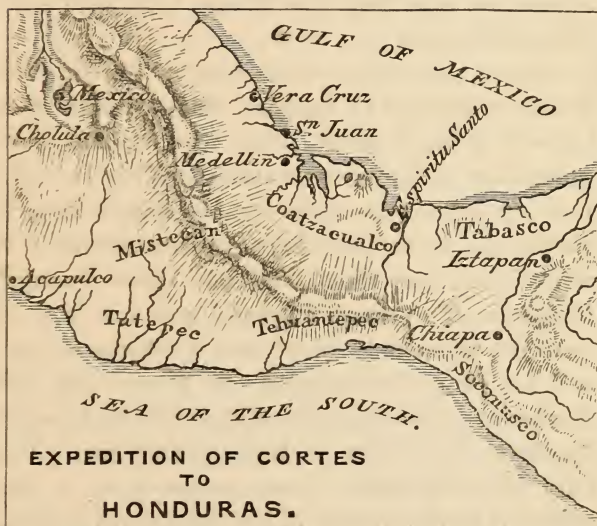 GULF OF MEXICO
Mexico
Vera Cruz
Cholula
Sn Juan
Medellin
Espiritu Santo
Coatzacualco
Tabasco
Mistecan
Iztapan
Acapulco
Tutepec
Tehuantepec
Chiapa
Soconusco
SEA OF THE SOUTH.
EXPEDITION OF CORTES
TO
HONDURAS.